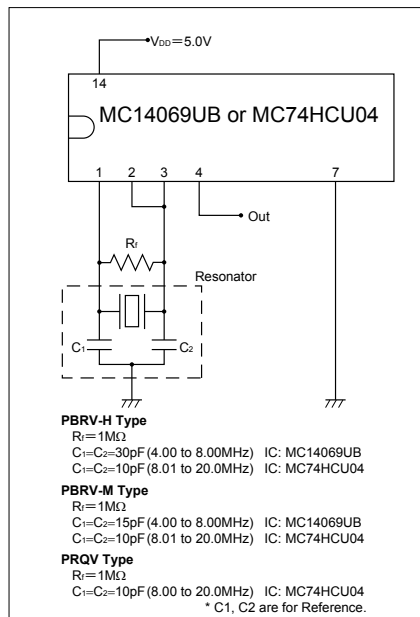 VDD=5.0V
14
MC14069UB or MC74HCU04
1 2 3 4 7
Out
Rf
Resonator
C1 C2
PBRV-H Type
Rf=1MΩ
C1=C2=30pF(4.00 to 8.00MHz) IC: MC14069UB
C1=C2=10pF(8.01 to 20.0MHz) IC: MC74HCU04
PBRV-M Type
Rf=1MΩ
C1=C2=15pF(4.00 to 8.00MHz) IC: MC14069UB
C1=C2=10pF(8.01 to 20.0MHz) IC: MC74HCU04
PRQV Type
Rf=1MΩ
C1=C2=10pF(8.00 to 20.0MHz) IC: MC74HCU04
* C1, C2 are for Reference.